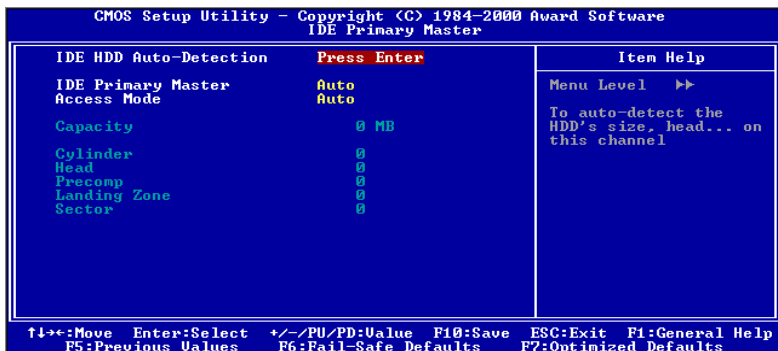 CMOS Setup Utility - Copyright (C) 1984-2000 Award Software
IDE Primary Master
IDE HDD Auto-Detection Press Enter
Item Help
IDE Primary Master Auto
Access Mode Auto
Capacity 0 MB
Cylinder 0
Head 0
Precomp 0
Landing Zone 0
Sector 0
Menu Level ▸▸
To auto-detect the
HDD's size, head... on
this channel
↑↓→←:Move Enter:Select +/-/PU/PD:Value F10:Save ESC:Exit F1:General Help
F5:Previous Values F6:Fail-Safe Defaults F7:Optimized Defaults